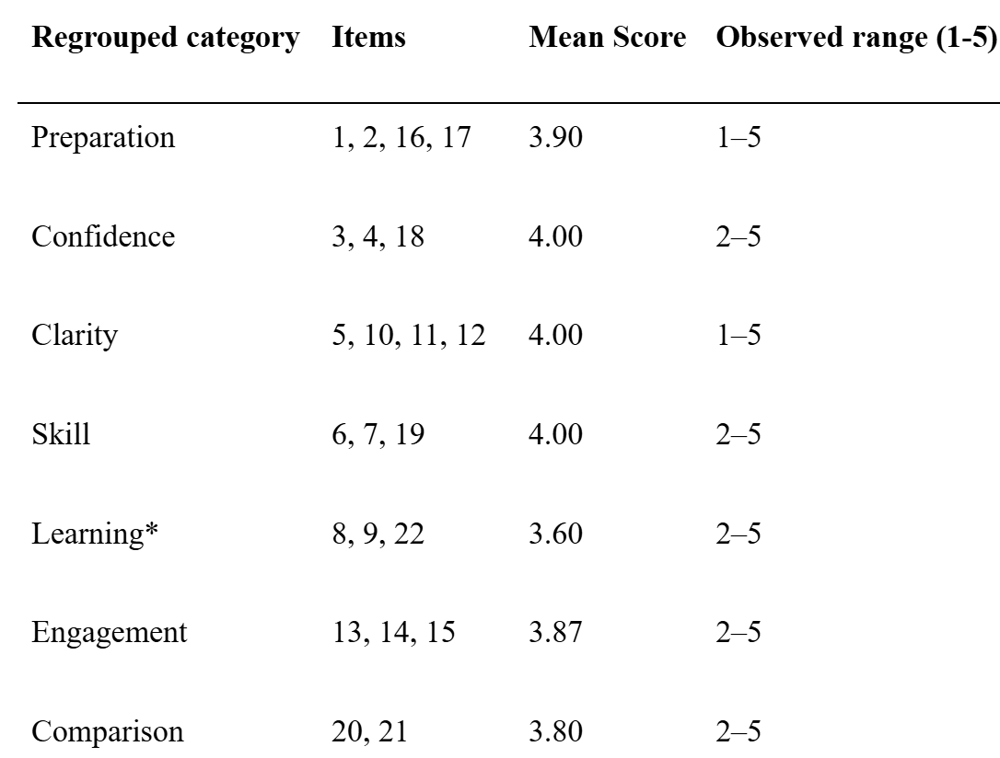 Regrouped category Items Mean Score Observed range (1-5)
Preparation 1, 2, 16, 17 3.90 1–5
Confidence 3, 4, 18 4.00 2–5
Clarity 5, 10, 11, 12 4.00 1–5
Skill 6, 7, 19 4.00 2–5
Learning* 8, 9, 22 3.60 2–5
Engagement 13, 14, 15 3.87 2–5
Comparison 20, 21 3.80 2–5